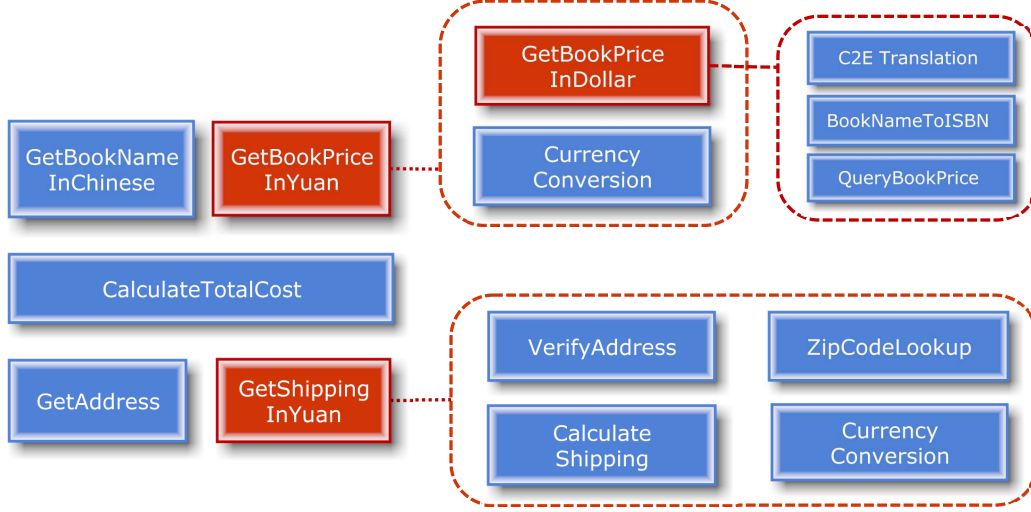 GetBookPrice
InDollar
C2E Translation
BookNameToISBN
QueryBookPrice
GetBookName
InChinese
GetBookPrice
InYuan
Currency
Conversion
CalculateTotalCost
VerifyAddress
ZipCodeLookup
GetAddress
GetShipping
InYuan
Calculate
Shipping
Currency
Conversion